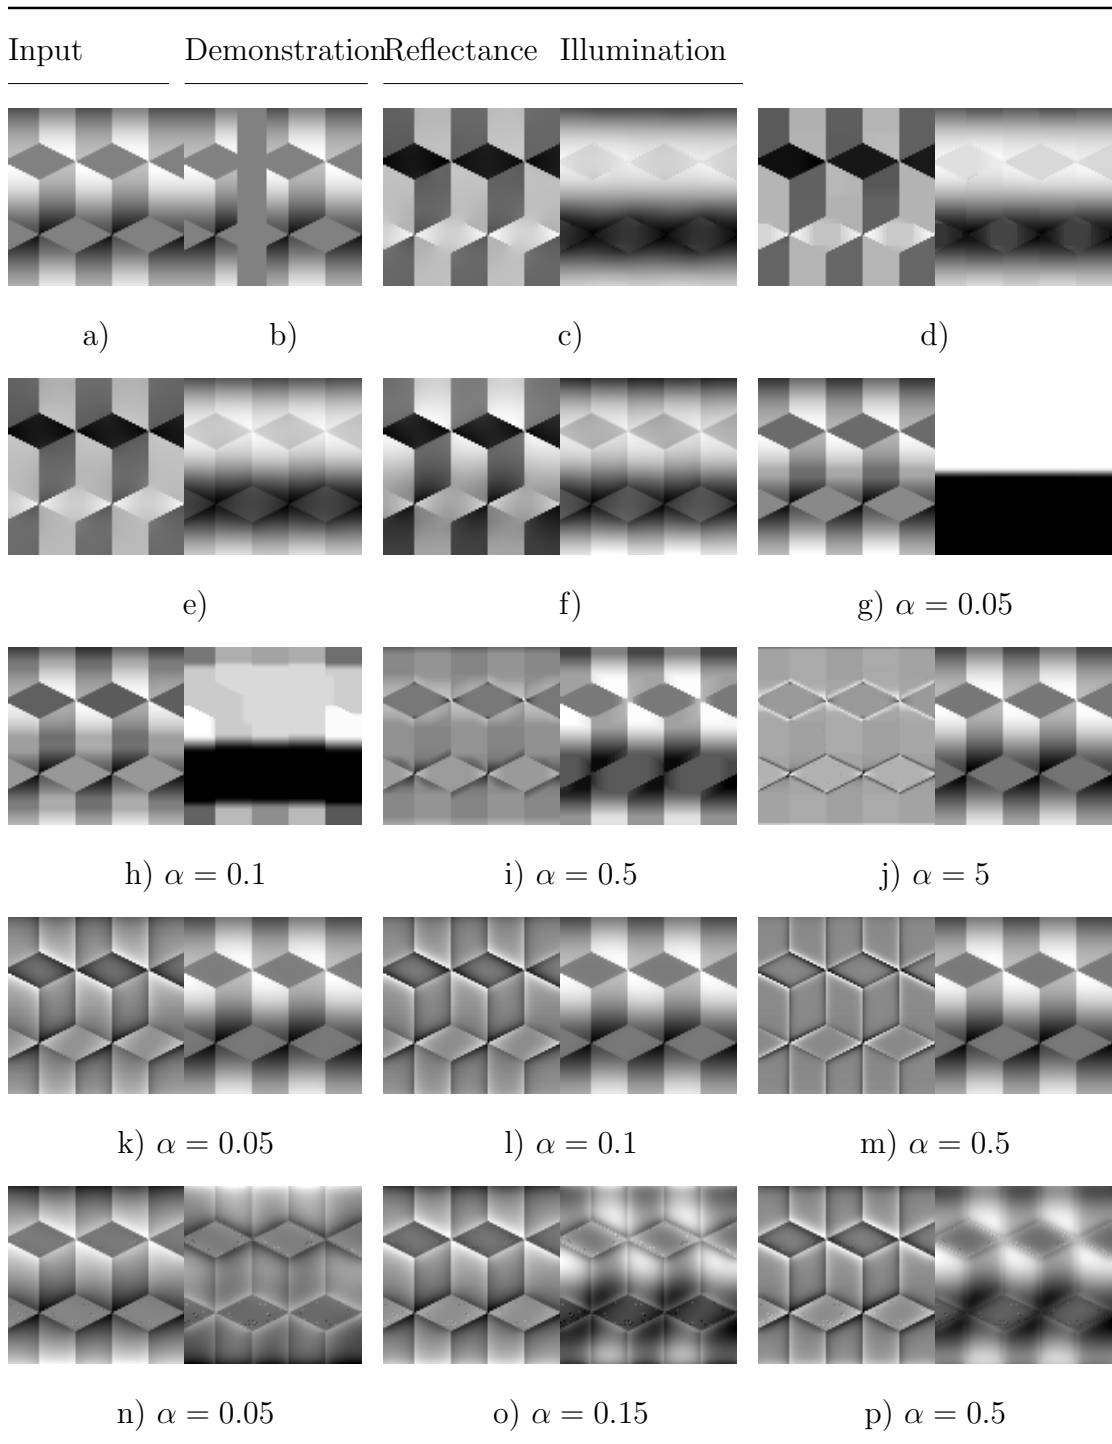 Input Demonstration Reflectance Illumination
a) b) c) d)
e) f) g) α = 0.05
h) α = 0.1 i) α = 0.5 j) α = 5
k) α = 0.05 l) α = 0.1 m) α = 0.5
n) α = 0.05 o) α = 0.15 p) α = 0.5